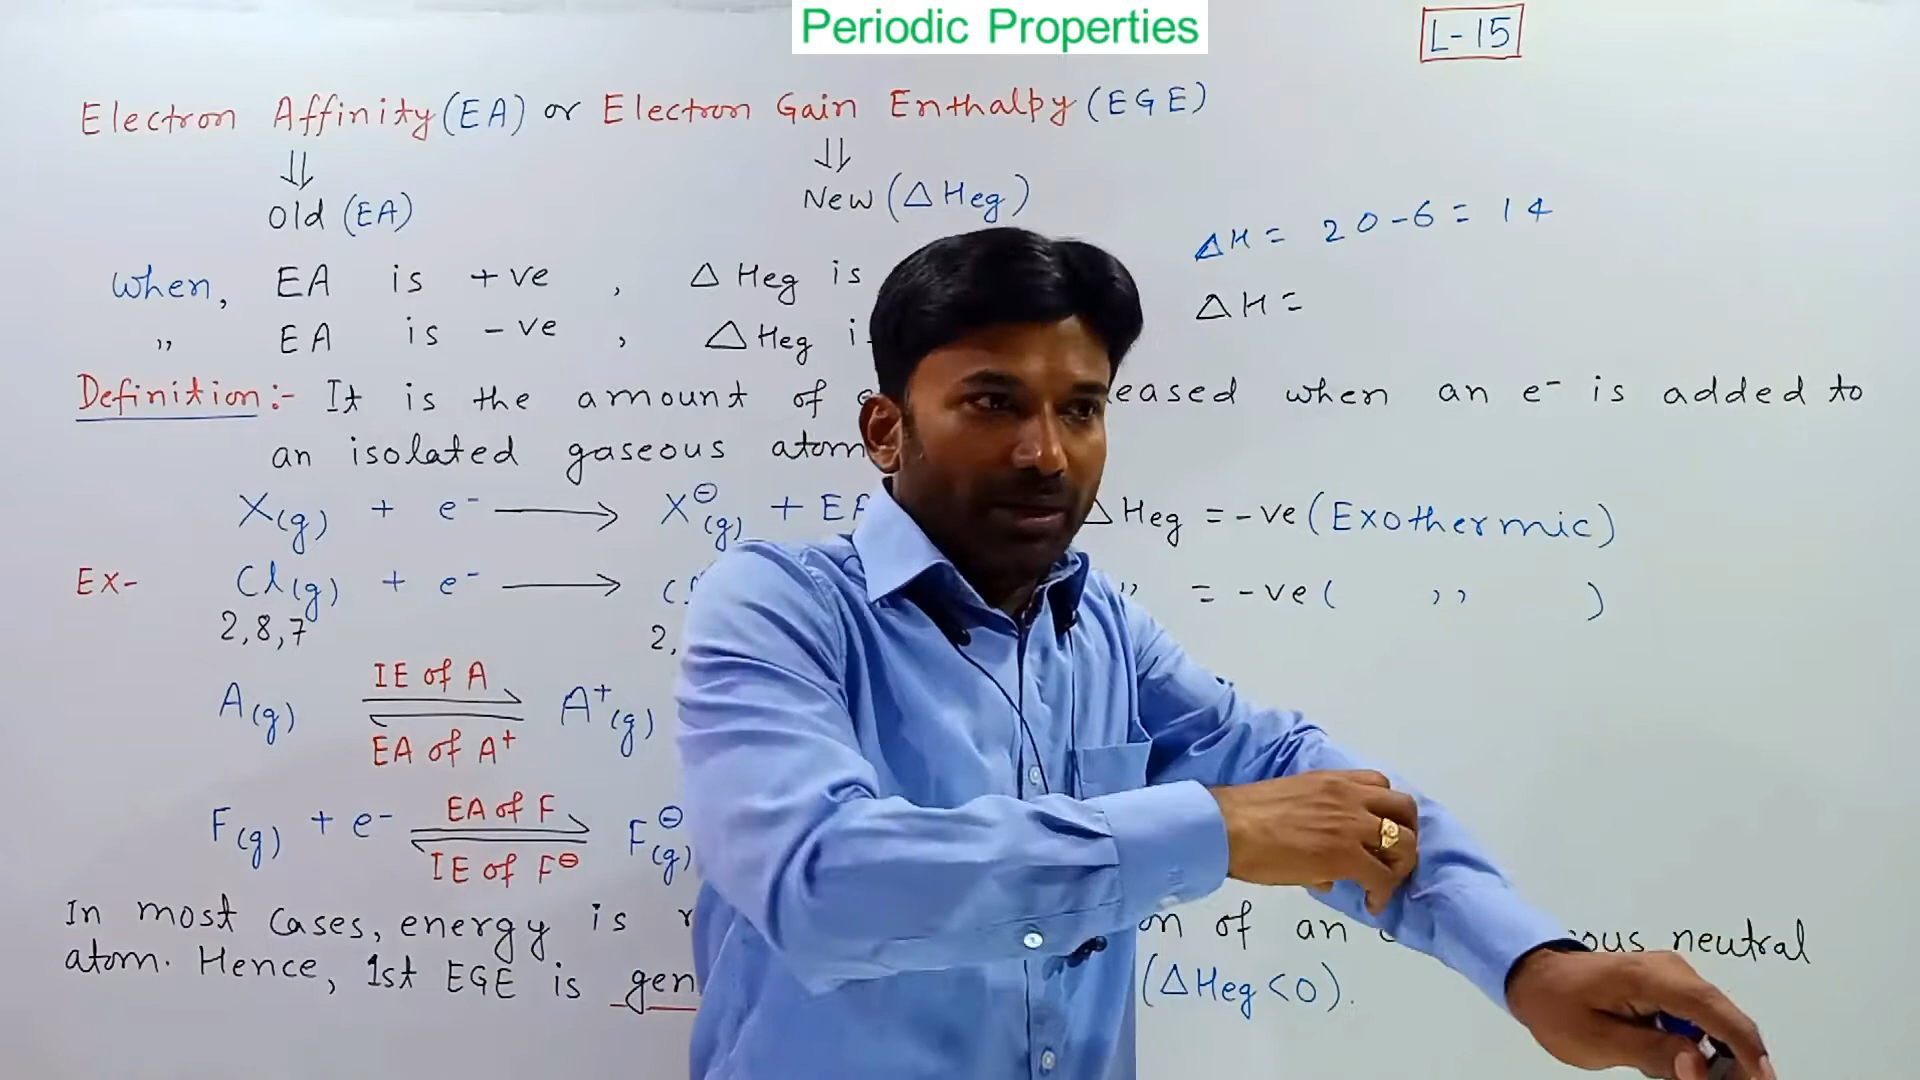 Periodic Properties
L-15
Electron Affinity (EA) or Electron Gain Enthalpy (EGE)
⇓ ⇓
Old (EA) New (ΔHeg)
ΔH = 20-6 = 14
When, EA is +ve , ΔHeg is
ΔH =
,, EA is -ve , ΔHeg
Definition:- It is the amount of when an e⁻ is added to
an isolated gaseous atom
X(g) + e⁻ ⟶ X⊖(g) + ΔHeg = -ve (Exothermic)
Ex- Cl(g) + e⁻ ⟶ ,, = -ve ( ,, )
2,8,7 2,
IE of A
A(g) ⇌ A⁺(g)
EA of A⁺
EA of F
F(g) + e⁻ ⇌ F⊖(g)
IE of F⊖
In most cases, energy is of an neutral
atom. Hence, 1st EGE is (ΔHeg<0).